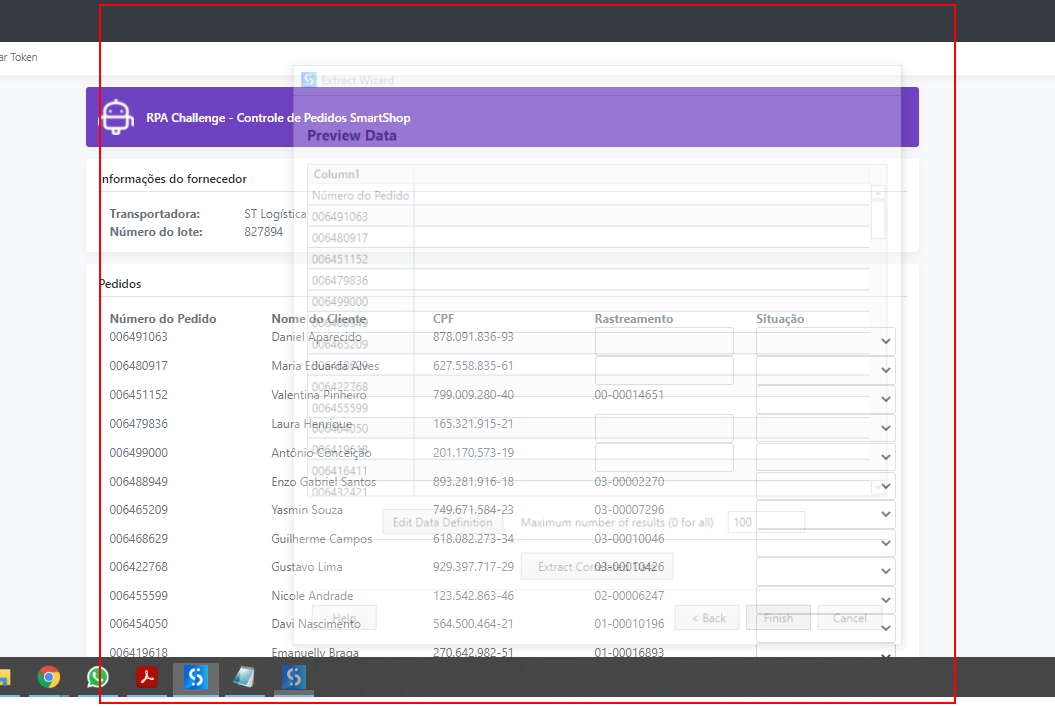 ar Token
Extract Wizard
RPA Challenge - Controle de Pedidos SmartShop
Preview Data
Informações do fornecedor
Column1
Número do Pedido
Transportadora: ST Logística
006491063
Número do lote: 827894
006480917
006451152
006479836
Pedidos
006499000
006488949
006465209
006468629
006422768
006455599
006454050
006419618
006416411
006432421
Número do Pedido Nome do Cliente CPF Rastreamento Situação
006491063 Daniel Aparecido 878.091.836-93
006480917 Maria Eduarda Alves 627.558.835-61
006451152 Valentina Pinheiro 799.009.280-40 00-00014651
006479836 Laura Henrique 165.321.915-21
006499000 Antônio Conceição 201.170.573-19
006488949 Enzo Gabriel Santos 893.281.916-18 03-00002270
006465209 Yasmin Souza 749.671.584-23 03-00007296
Edit Data Definition Maximum number of results (0 for all) 100
006468629 Guilherme Campos 618.082.273-34 03-00010046
006422768 Gustavo Lima 929.397.717-29 03-00010426
Extract
006455599 Nicole Andrade 123.542.863-46 02-00006247
006454050 Davi Nascimento 564.500.464-21 01-00010196
Help < Back Finish Cancel
006419618 Emanuelly Braga 270.642.982-51 01-00016893